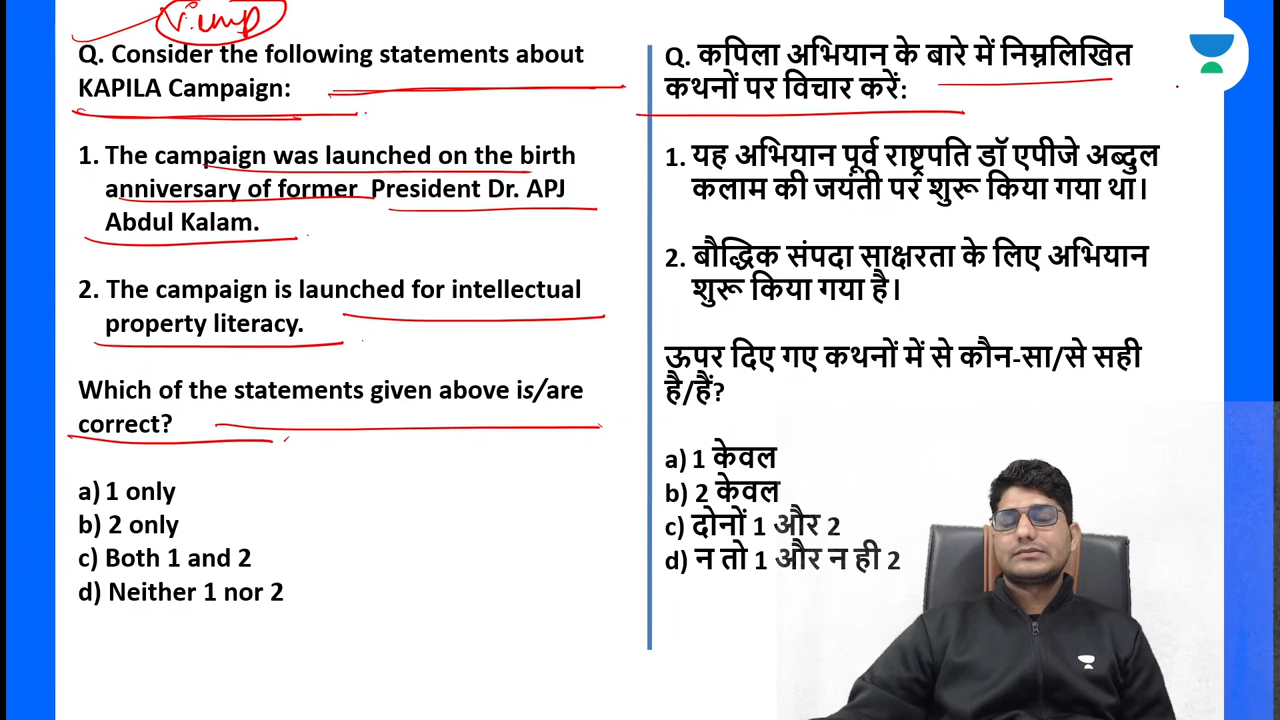 V. imp
Q. Consider the following statements about
KAPILA Campaign:
1. The campaign was launched on the birth
anniversary of former President Dr. APJ
Abdul Kalam.
2. The campaign is launched for intellectual
property literacy.
Which of the statements given above is/are
correct?
a) 1 only
b) 2 only
c) Both 1 and 2
d) Neither 1 nor 2
Q. कपिला अभियान के बारे में निम्नलिखित
कथनों पर विचार करें:
1. यह अभियान पूर्व राष्ट्रपति डॉ एपीजे अब्दुल
कलाम की जयंती पर शुरू किया गया था।
2. बौद्धिक संपदा साक्षरता के लिए अभियान
शुरू किया गया है।
ऊपर दिए गए कथनों में से कौन-सा/से सही
है/हैं?
a) 1 केवल
b) 2 केवल
c) दोनों 1 और 2
d) न तो 1 और न ही 2